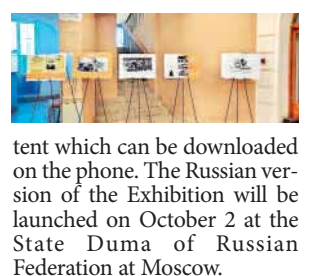 tent which can be downloaded
on the phone. The Russian ver-
sion of the Exhibition will be
launched on October 2 at the
State Duma of Russian
Federation at Moscow.